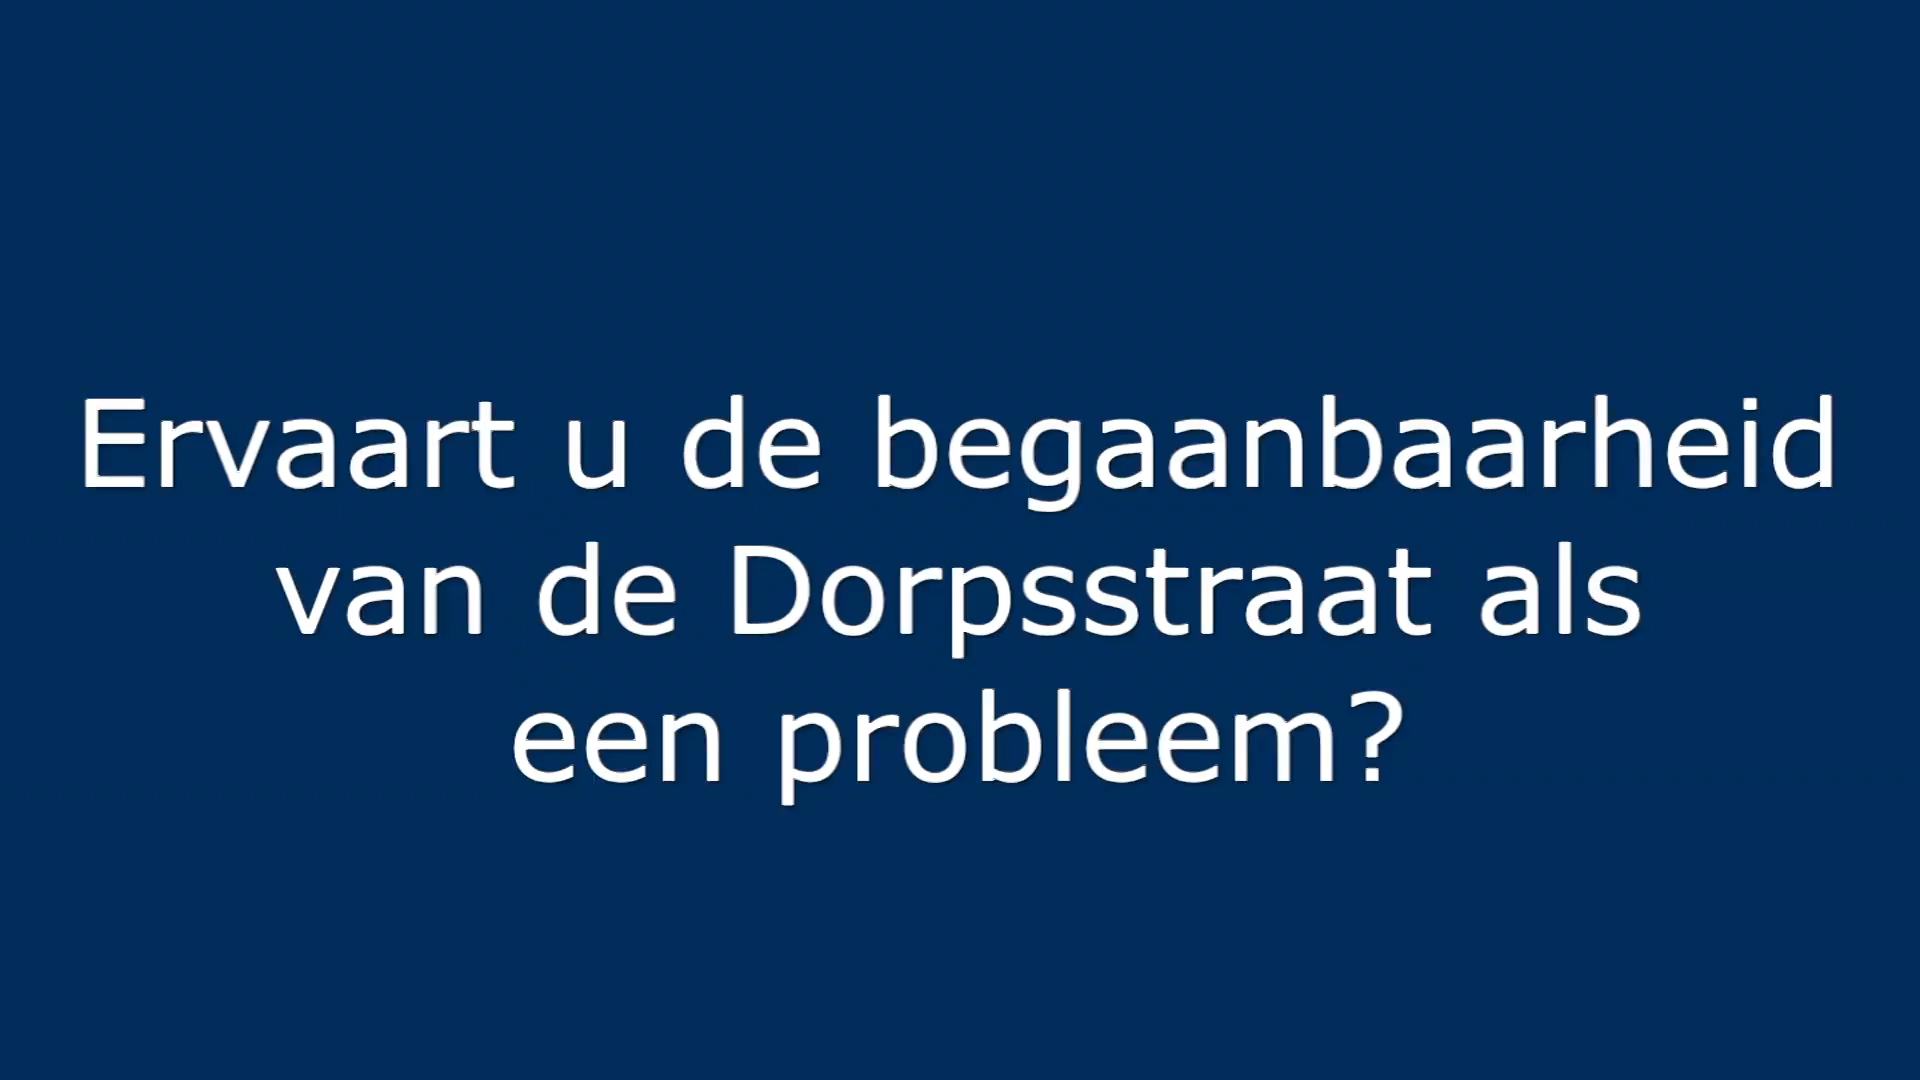 Ervaart u de begaanbaarheid
van de Dorpsstraat als
een probleem?